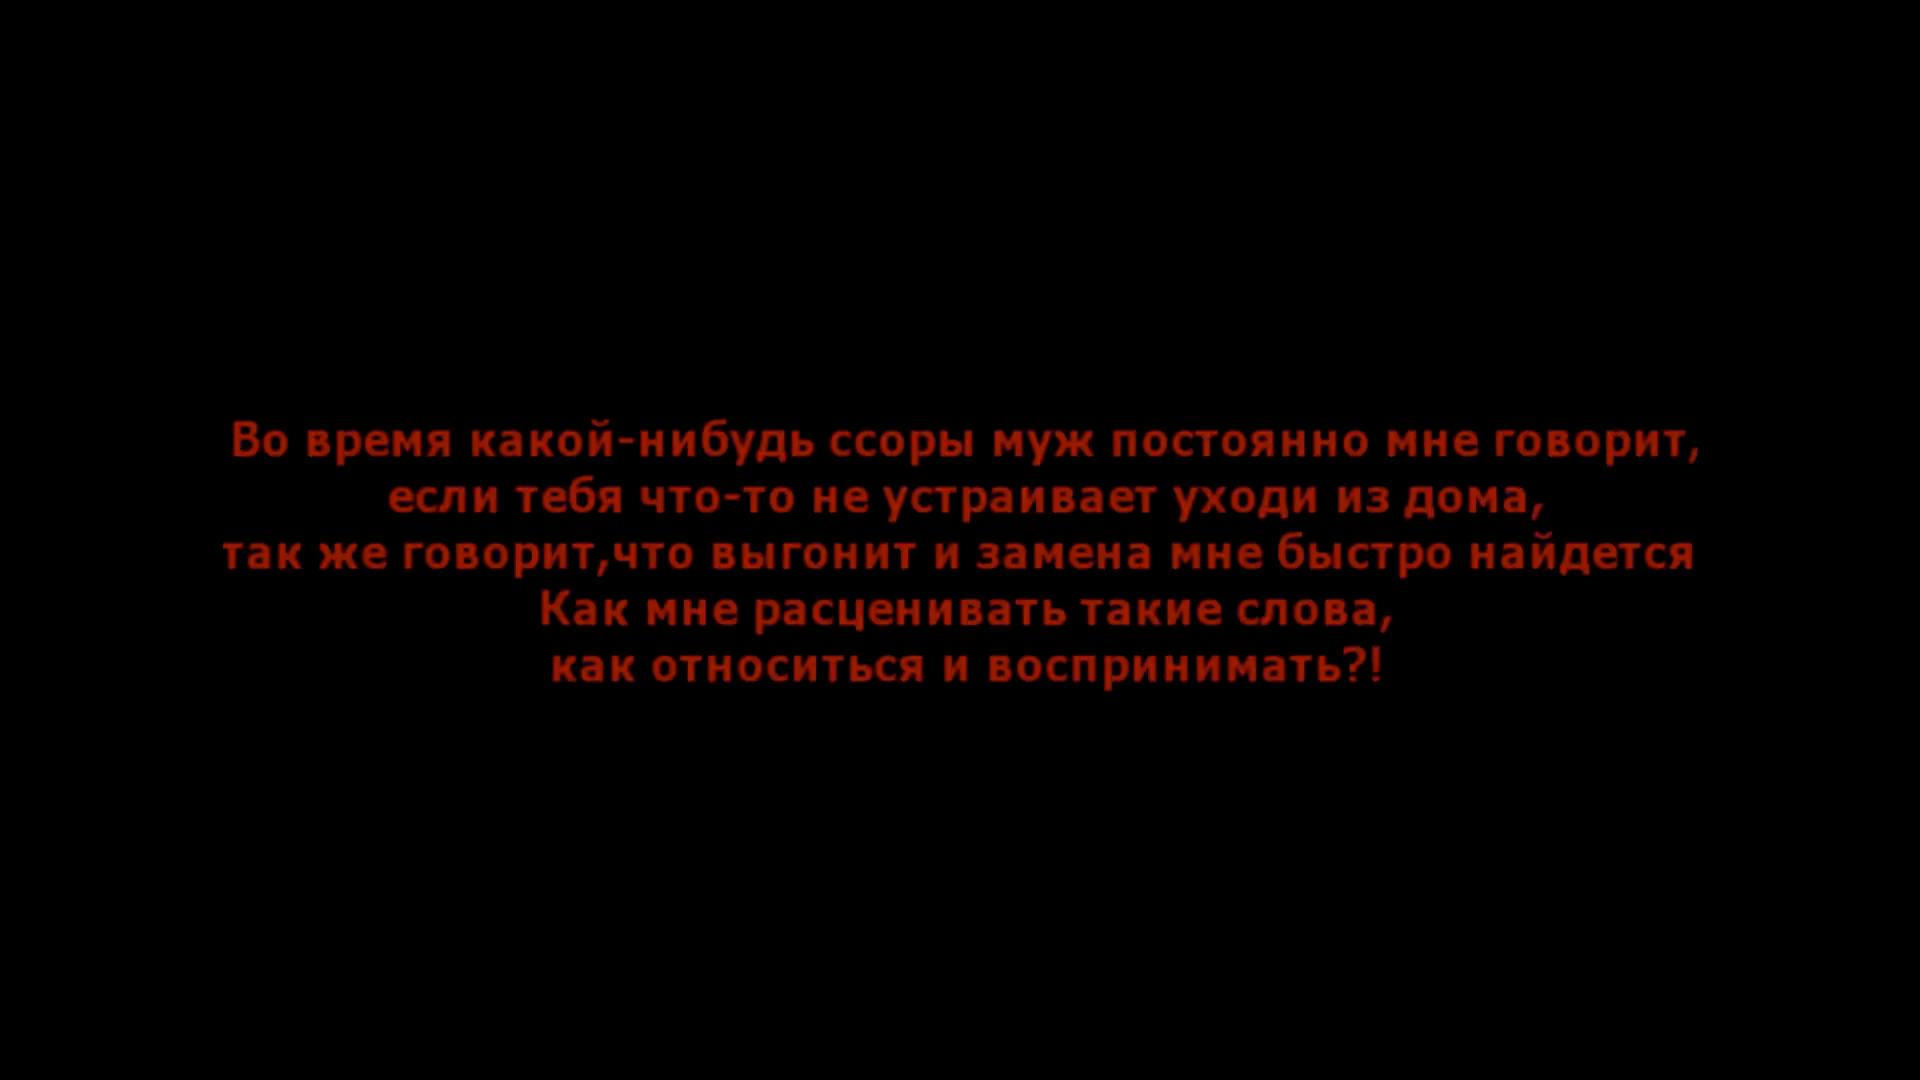 Во время какой-нибудь ссоры муж постоянно мне говорит,
если тебя что-то не устраивает уходи из дома,
так же говорит,что выгонит и замена мне быстро найдется
Как мне расценивать такие слова,
как относиться и воспринимать?!